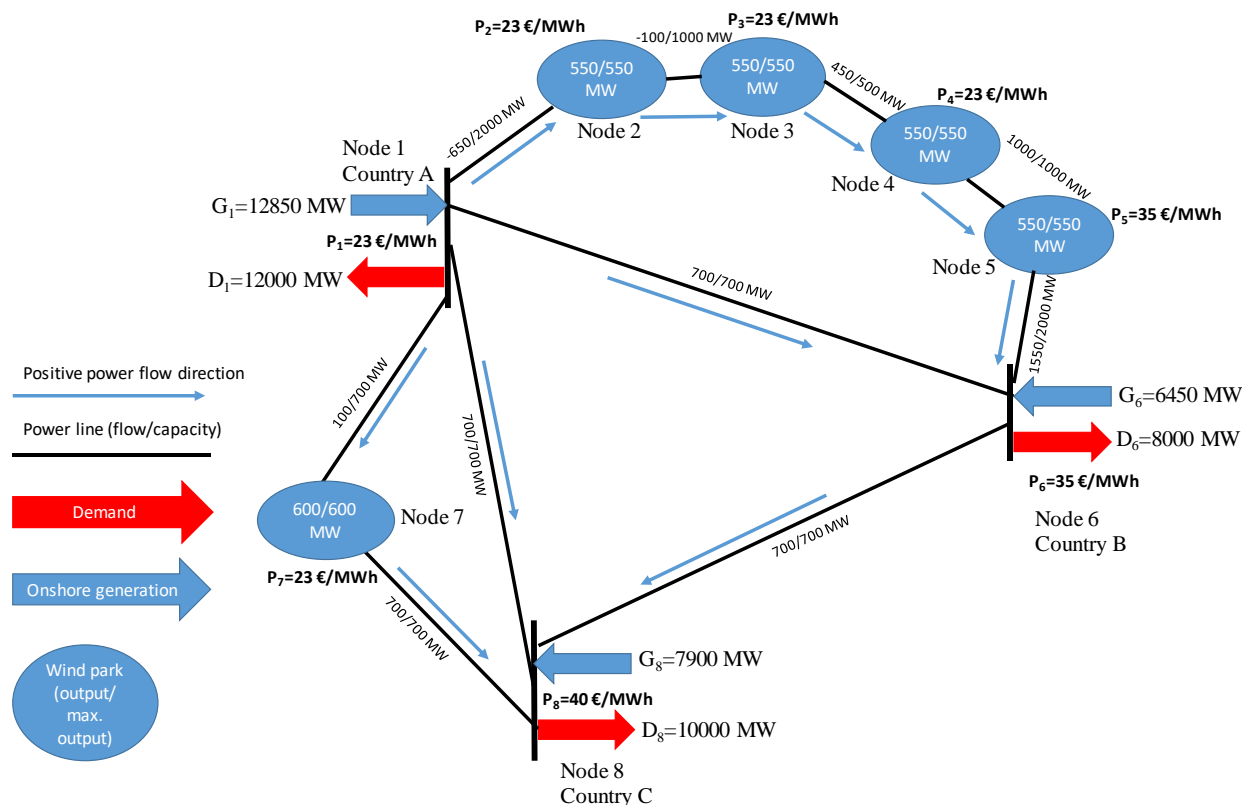 P2=23 €/MWh
P3=23 €/MWh
-100/1000 MW
550/550
MW
550/550
MW
450/500 MW
P4=23 €/MWh
Node 2
Node 3
-650/2000 MW
550/550
MW
1000/1000 MW
Node 1
Country A
Node 4
G1=12850 MW
550/550
MW
P5=35 €/MWh
P1=23 €/MWh
Node 5
D1=12000 MW
700/700 MW
1550/2000 MW
Positive power flow direction
100/700 MW
G6=6450 MW
Power line (flow/capacity)
700/700 MW
D6=8000 MW
P6=35 €/MWh
Demand
600/600
MW
Node 7
Node 6
Country B
700/700 MW
P7=23 €/MWh
Onshore generation
700/700 MW
G8=7900 MW
Wind park
(output/
max.
output)
P8=40 €/MWh
D8=10000 MW
Node 8
Country C